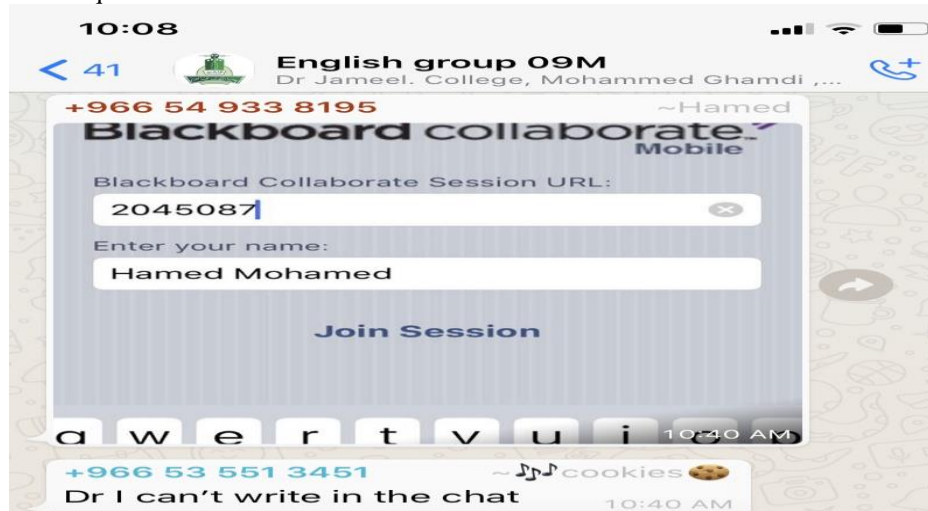 10:08
41
English group 09M
Dr Jameel. College, Mohammed Ghamdi ,...
+966 54 933 8195 ~Hamed
Blackboard collaborate.
Mobile
Blackboard Collaborate Session URL:
2045087
Enter your name:
Hamed Mohamed
Join Session
q w e r t y u i
10:40 AM
+966 53 551 3451 ~🎶cookies🍪
Dr I can't write in the chat
10:40 AM